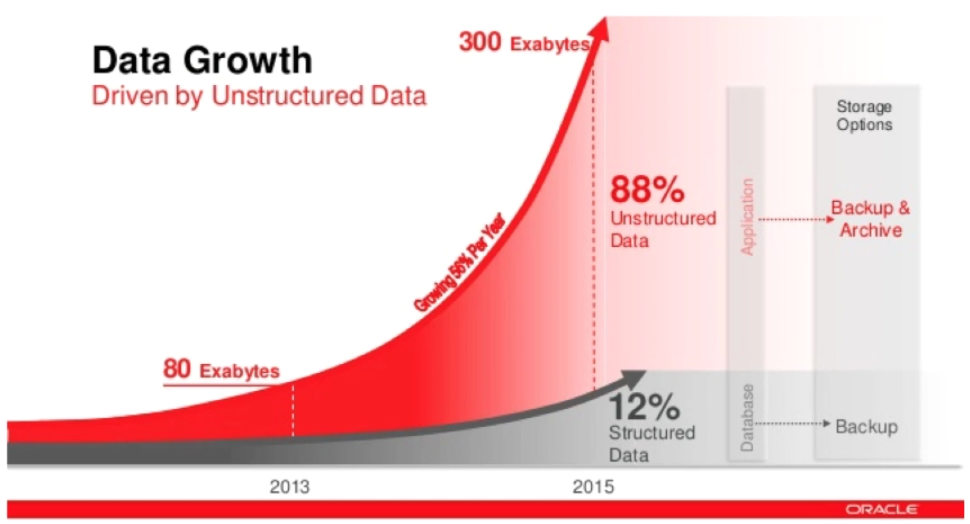 Data Growth
Driven by Unstructured Data
300 Exabytes
Growing 56% Per Year
80 Exabytes
88%
Unstructured
Data
12%
Structured
Data
Application
Database
Storage
Options
Backup &
Archive
Backup
2013
2015
ORACLE